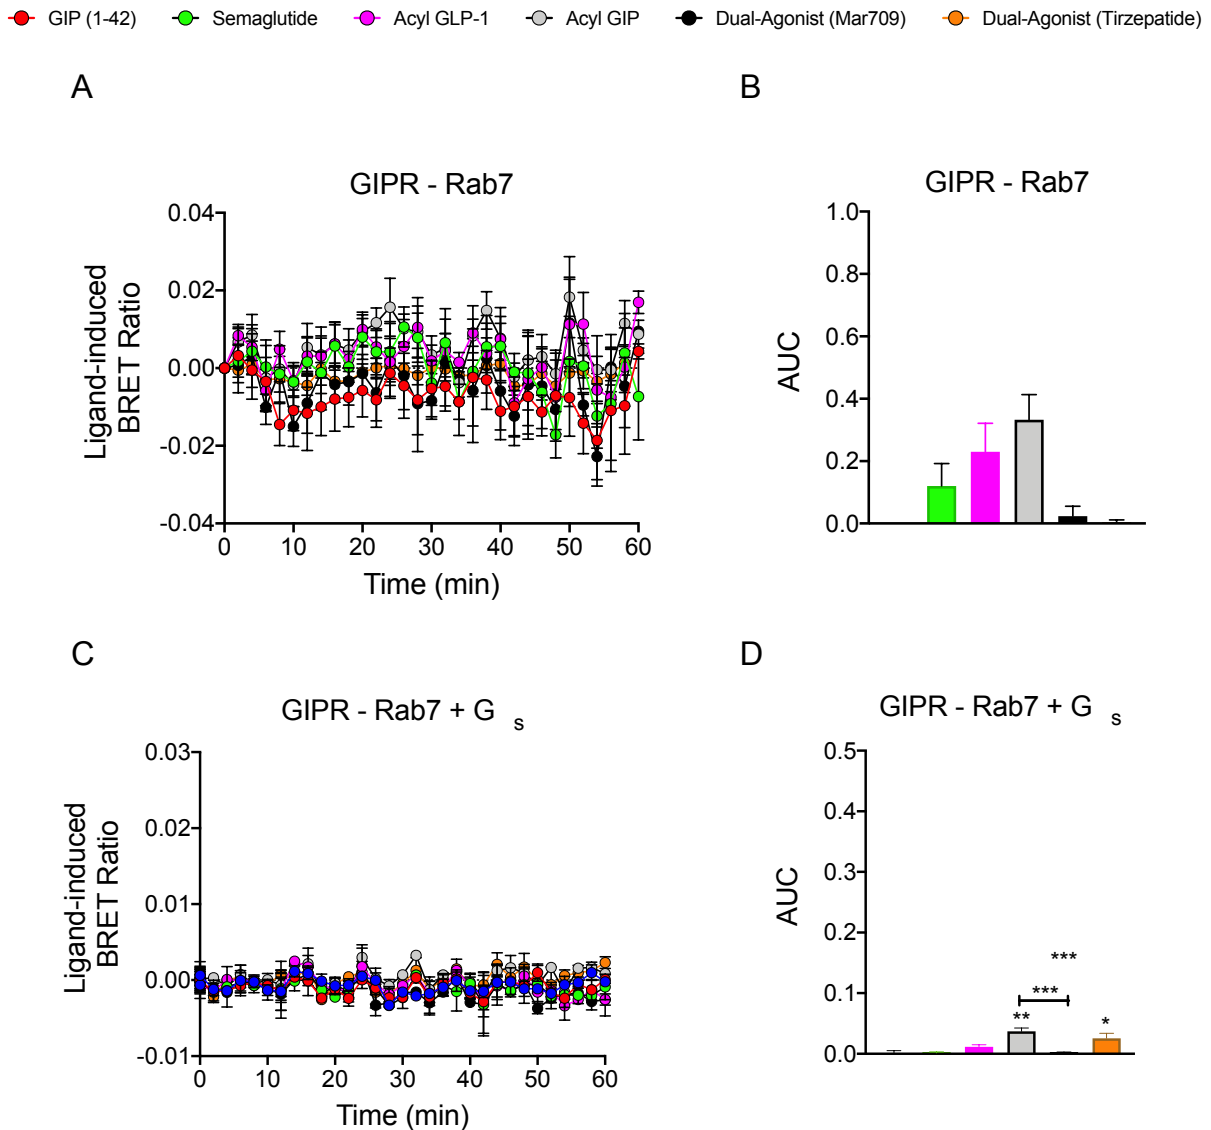 GIP (1-42) Semaglutide Acyl GLP-1 Acyl GIP Dual-Agonist (Mar709) Dual-Agonist (Tirzepatide)
A
GIPR - Rab7
Ligand-induced
BRET Ratio
0.04
0.02
0.00
-0.02
-0.04
0 10 20 30 40 50 60
Time (min)
B
GIPR - Rab7
AUC
1.0
0.8
0.6
0.4
0.2
0.0
C
GIPR - Rab7 + G s
Ligand-induced
BRET Ratio
0.03
0.02
0.01
0.00
-0.01
0 10 20 30 40 50 60
Time (min)
D
GIPR - Rab7 + G s
AUC
0.5
0.4
0.3
0.2
0.1
0.0
***
***
** *